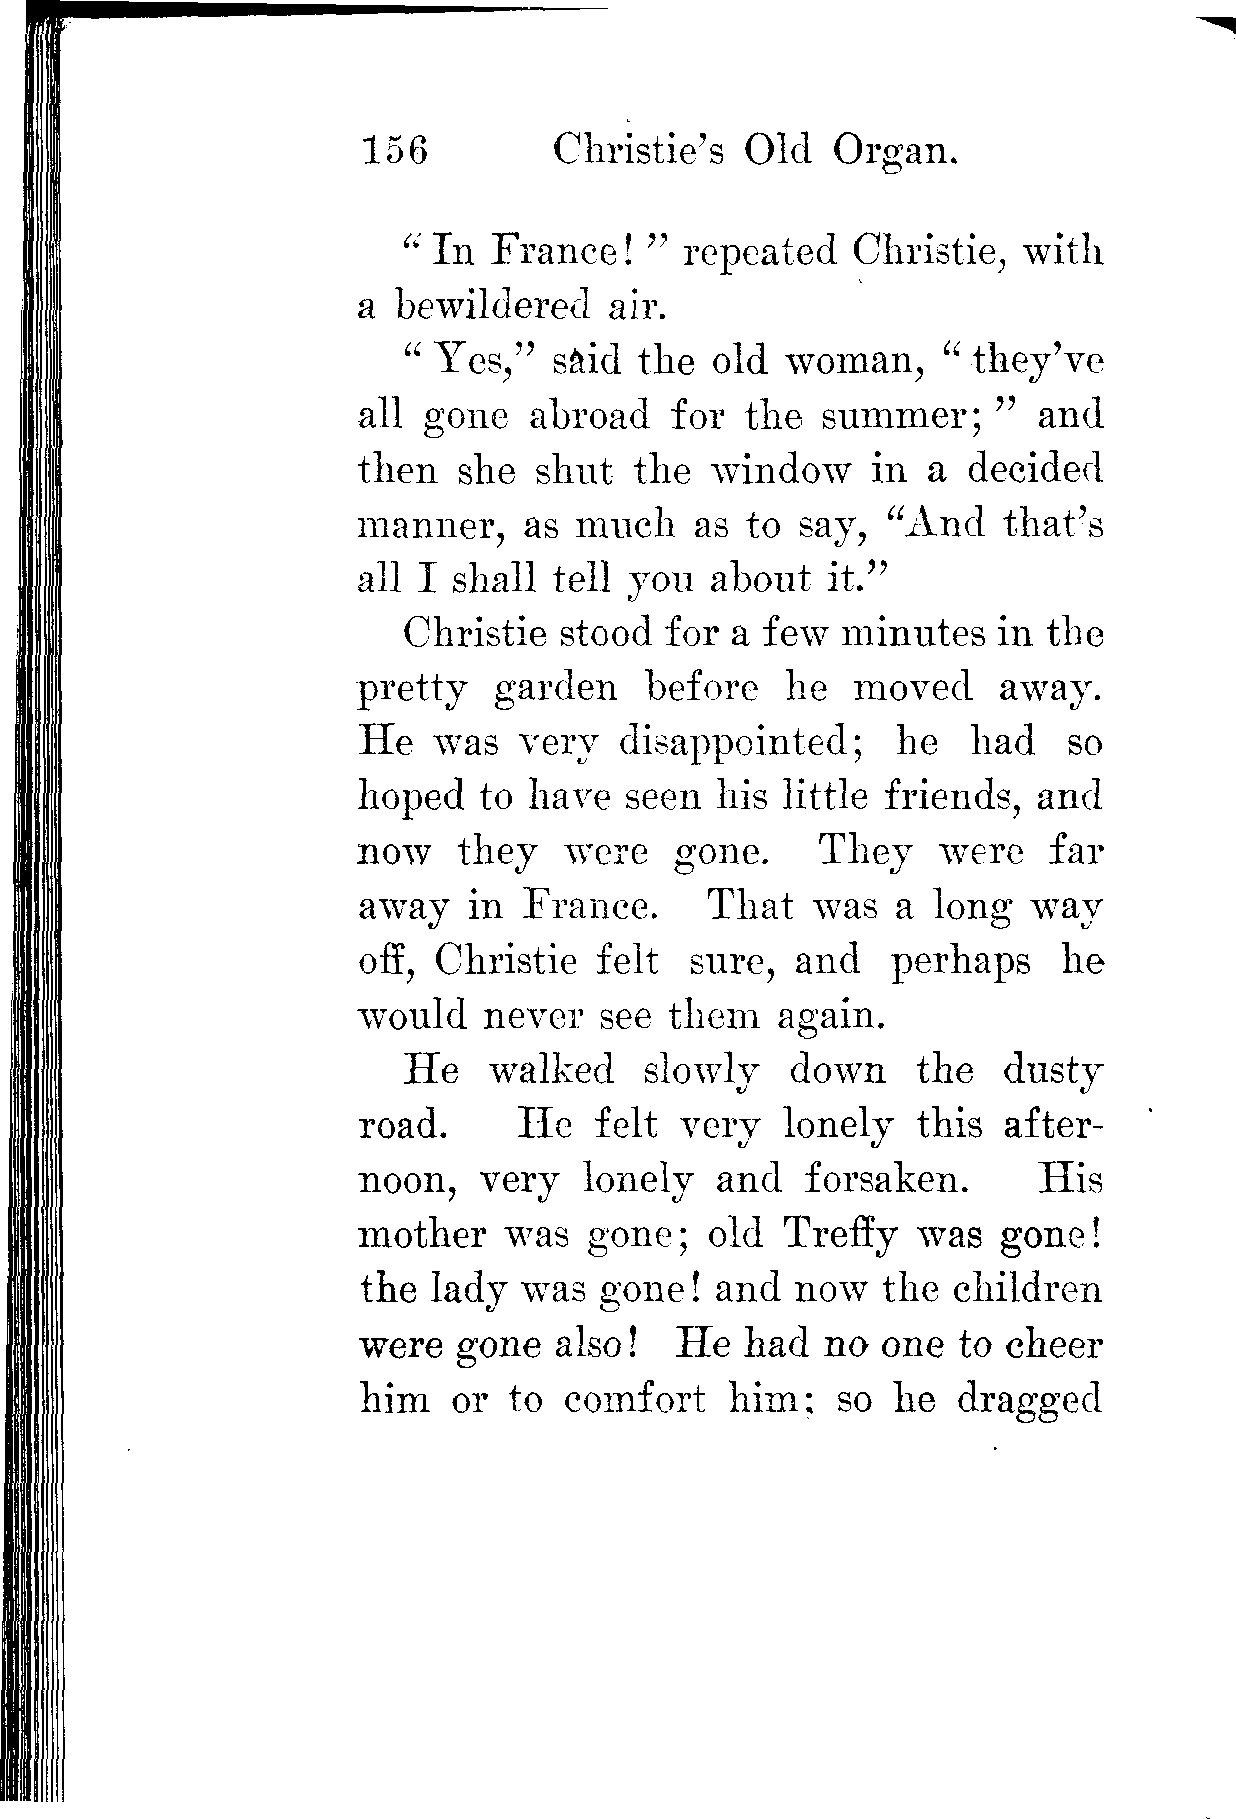 156 Christie's Old Organ.
"In France!" repeated Christie, with
a bewildered air.
"Yes," said the old woman, "they've
all gone abroad for the summer;" and
then she shut the window in a decided
manner, as much as to say, "And that's
all I shall tell you about it."
Christie stood for a few minutes in the
pretty garden before he moved away.
He was very disappointed; he had so
hoped to have seen his little friends, and
now they were gone. They were far
away in France. That was a long way
off, Christie felt sure, and perhaps he
would never see them again.
He walked slowly down the dusty
road. He felt very lonely this after-
noon, very lonely and forsaken. His
mother was gone; old Treffy was gone!
the lady was gone! and now the children
were gone also! He had no one to cheer
him or to comfort him; so he dragged